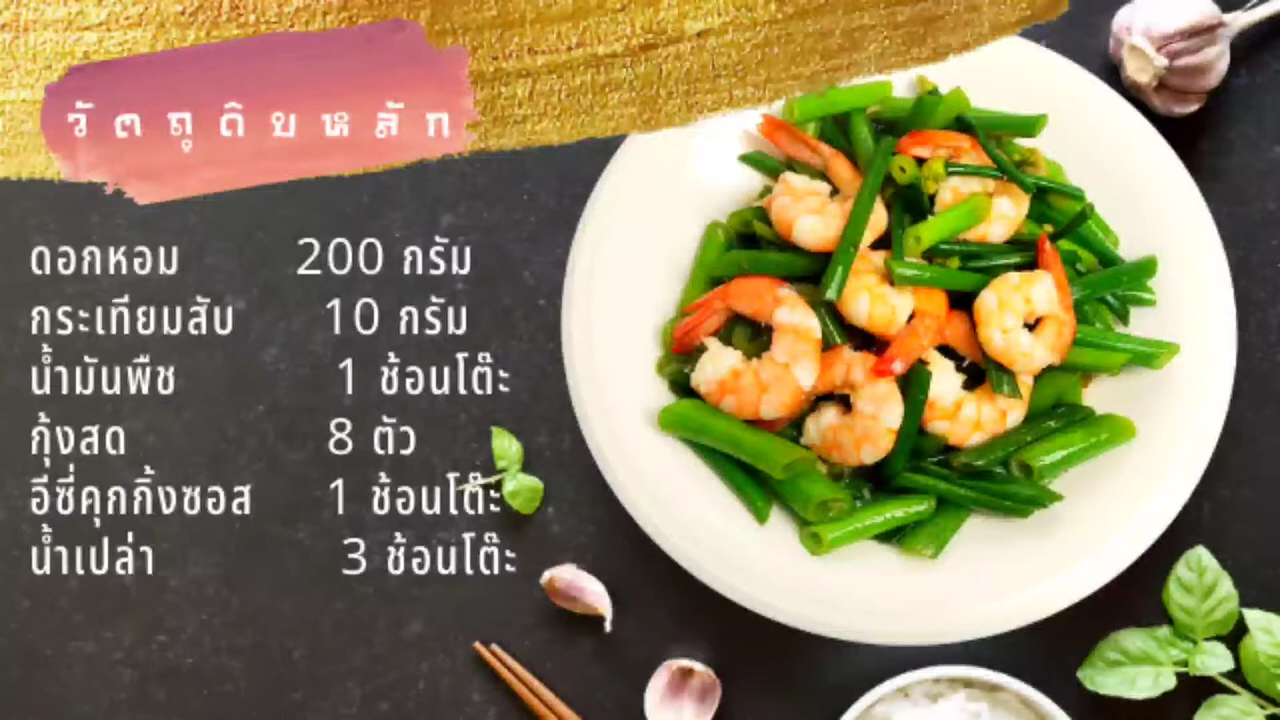 วัตถุดิบหลัก
ดอกหอม 200 กรัม
กระเทียมสับ 10 กรัม
น้ำมันพืช 1 ช้อนโต๊ะ
กุ้งสด 8 ตัว
อีซี่คุกกิ้งซอส 1 ช้อนโต๊ะ
น้ำเปล่า 3 ช้อนโต๊ะ